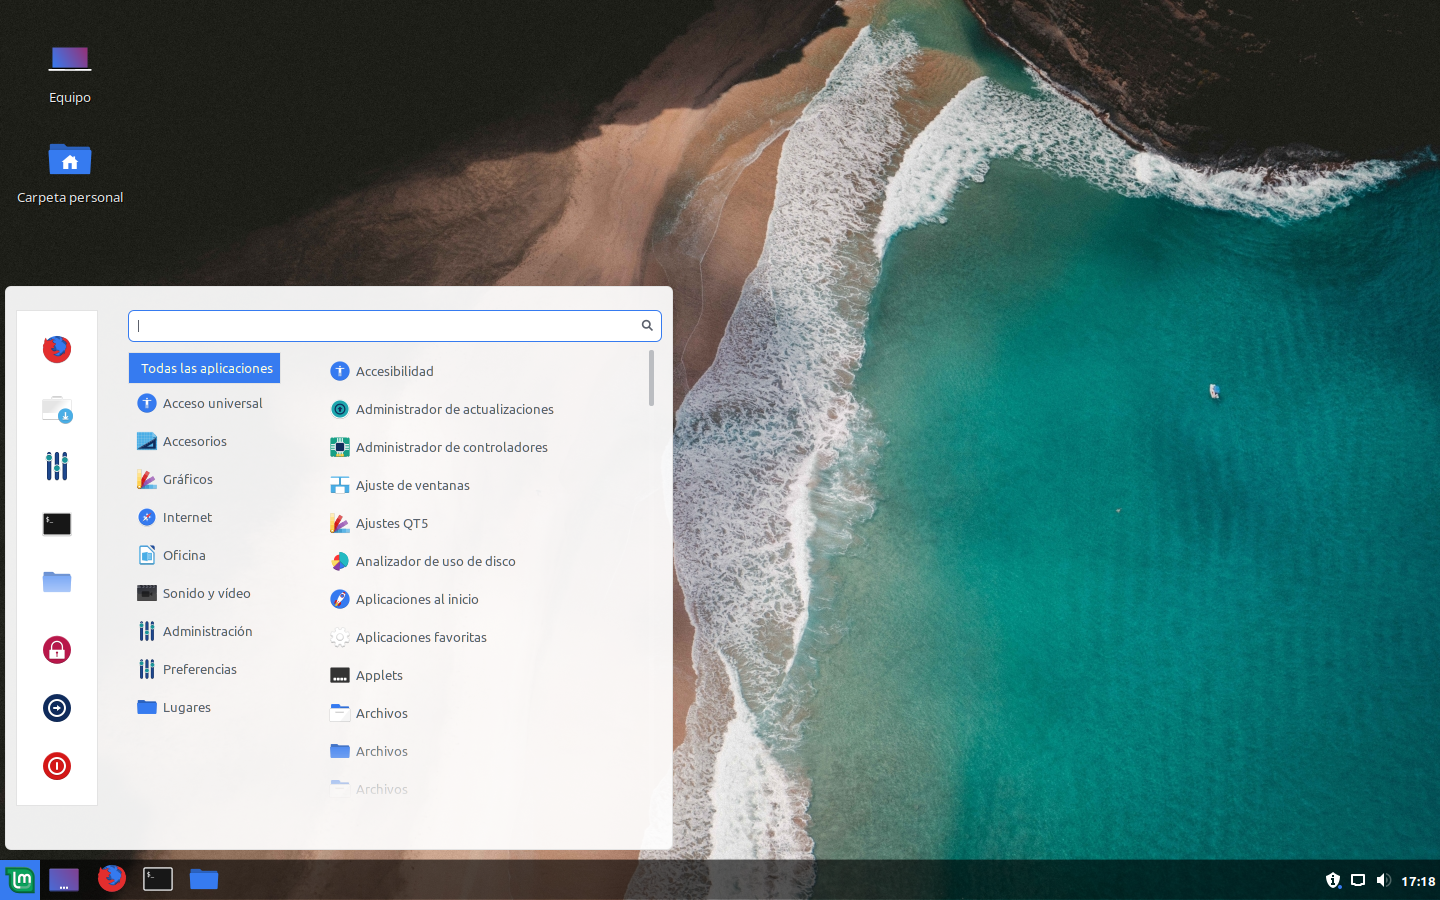 Equipo
Carpeta personal
Todas las aplicaciones
Acceso universal
Accesorios
Gráficos
Internet
Oficina
Sonido y vídeo
Administración
Preferencias
Lugares
Accesibilidad
Administrador de actualizaciones
Administrador de controladores
Ajuste de ventanas
Ajustes QT5
Analizador de uso de disco
Aplicaciones al inicio
Aplicaciones favoritas
Applets
Archivos
Archivos
Archivos
17:18